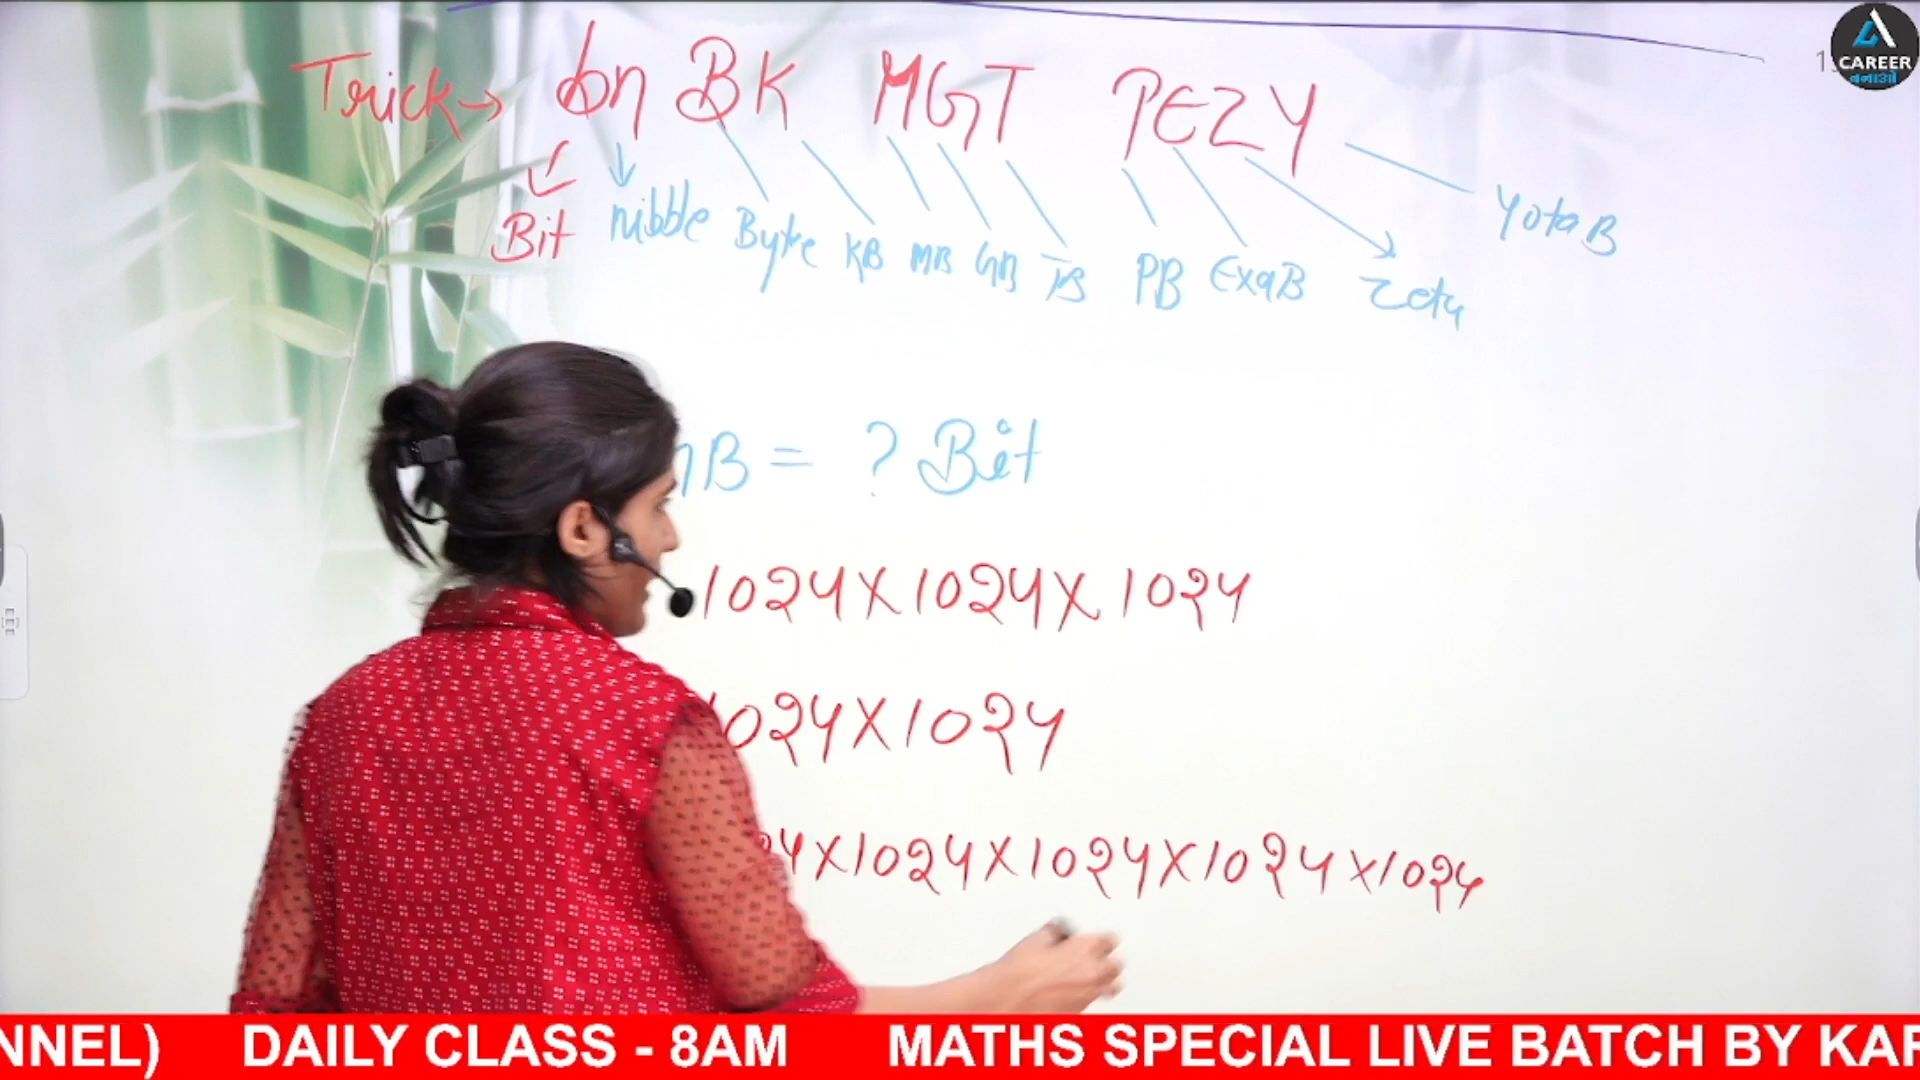 Trick → bn BK MGT PEZY
Bit nibble Byte KB MB GB TB PB ExaB Zeta YotaB
B = ? Bit
1024X1024X1024
1024X1024
4X1024X1024X1024X1024
CAREER
बनाओ
NNEL) DAILY CLASS - 8AM MATHS SPECIAL LIVE BATCH BY KAR